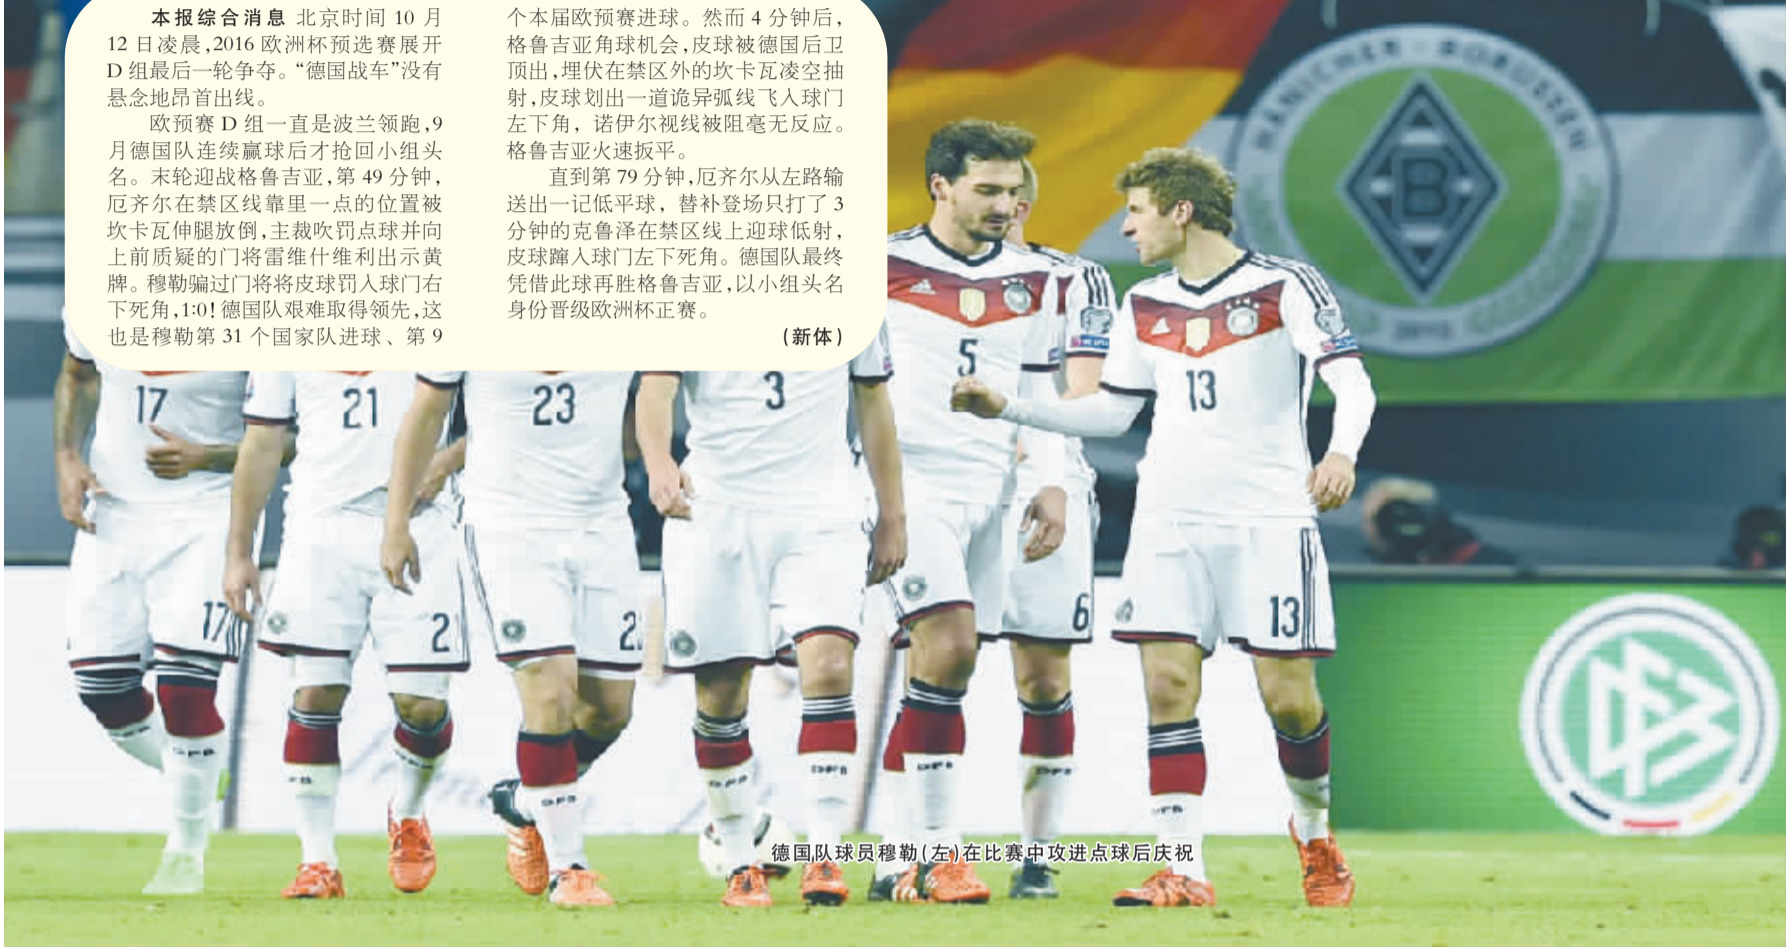 本报综合消息 北京时间 10 月
12 日凌晨,2016 欧洲杯预选赛展开
D 组最后一轮争夺。“德国战车”没有
悬念地昂首出线。
欧预赛 D 组一直是波兰领跑,9
月德国队连续赢球后才抢回小组头
名。末轮迎战格鲁吉亚,第 49 分钟,
厄齐尔在禁区线靠里一点的位置被
坎卡瓦伸腿放倒,主裁吹罚点球并向
上前质疑的门将雷维什维利出示黄
牌。穆勒骗过门将将皮球罚入球门右
下死角,1:0!德国队艰难取得领先,这
也是穆勒第 31 个国家队进球、第 9
个本届欧预赛进球。然而 4 分钟后,
格鲁吉亚角球机会,皮球被德国后卫
顶出,埋伏在禁区外的坎卡瓦凌空抽
射,皮球划出一道诡异弧线飞入球门
左下角,诺伊尔视线被阻毫无反应。
格鲁吉亚火速扳平。
直到第 79 分钟,厄齐尔从左路输
送出一记低平球,替补登场只打了 3
分钟的克鲁泽在禁区线上迎球低射,
皮球蹿入球门左下死角。德国队最终
凭借此球再胜格鲁吉亚,以小组头名
身份晋级欧洲杯正赛。
(新体)
B
5
13
17
21
23
3
17
2
2
6
13
DFB
DFB
DFB
DFB
DFB
DFB
DFB
德国队球员穆勒(左)在比赛中攻进点球后庆祝